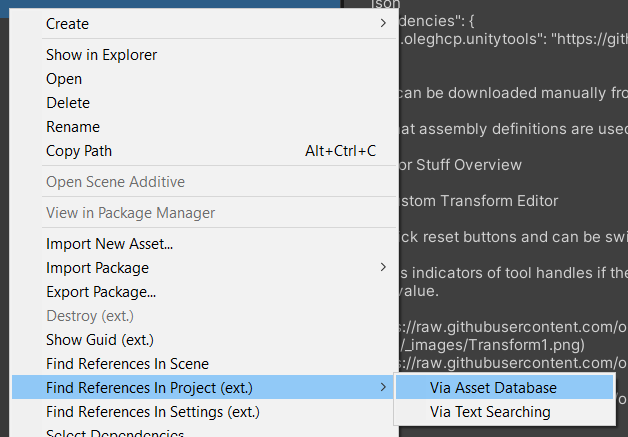 json
Create
dencies": {
Show in Explorer
.oleghcp.unitytools": "https://gith
Open
Delete
can be downloaded manually fro
Rename
at assembly definitions are used
Copy Path Alt+Ctrl+C
or Stuff Overview
Open Scene Additive
stom Transform Editor
View in Package Manager
ck reset buttons and can be swi
Import New Asset...
Import Package
s indicators of tool handles if the
Export Package...
value.
Destroy (ext.)
s://raw.githubusercontent.com/o
Show Guid (ext.)
/_images/Transform1.png)
Find References In Scene
s://raw.githubusercontent.com/o
Find References In Project (ext.)
Via Asset Database
Find References In Settings (ext.)
Via Text Searching
Select Dependencies